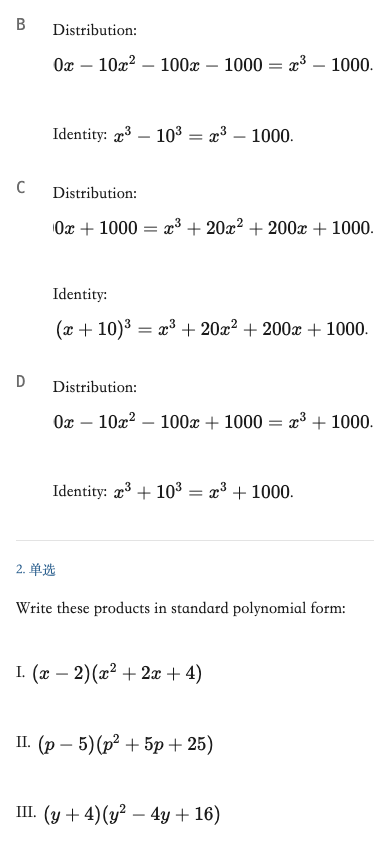 B
Distribution:
0x − 10x² − 100x − 1000 = x³ − 1000.
Identity: x³ − 10³ = x³ − 1000.
C
Distribution:
0x + 1000 = x³ + 20x² + 200x + 1000.
Identity:
(x + 10)³ = x³ + 20x² + 200x + 1000.
D
Distribution:
0x − 10x² − 100x + 1000 = x³ + 1000.
Identity: x³ + 10³ = x³ + 1000.
2. 单选
Write these products in standard polynomial form:
I. (x − 2)(x² + 2x + 4)
II. (p − 5)(p² + 5p + 25)
III. (y + 4)(y² − 4y + 16)